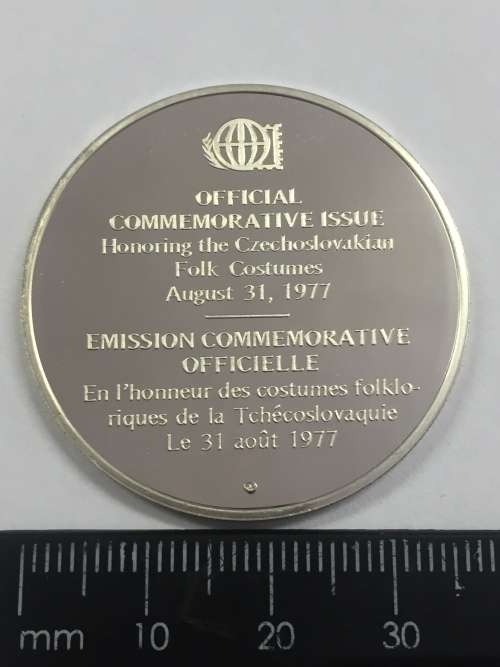 OFFICIAL
COMMEMORATIVE ISSUE
Honoring the Czechoslovakian
Folk Costumes
August 31, 1977
EMISSION COMMEMORATIVE
OFFICIELLE
En l'honneur des costumes folklo-
riques de la Tchécoslovaquie
Le 31 août 1977
mm 10 20 30